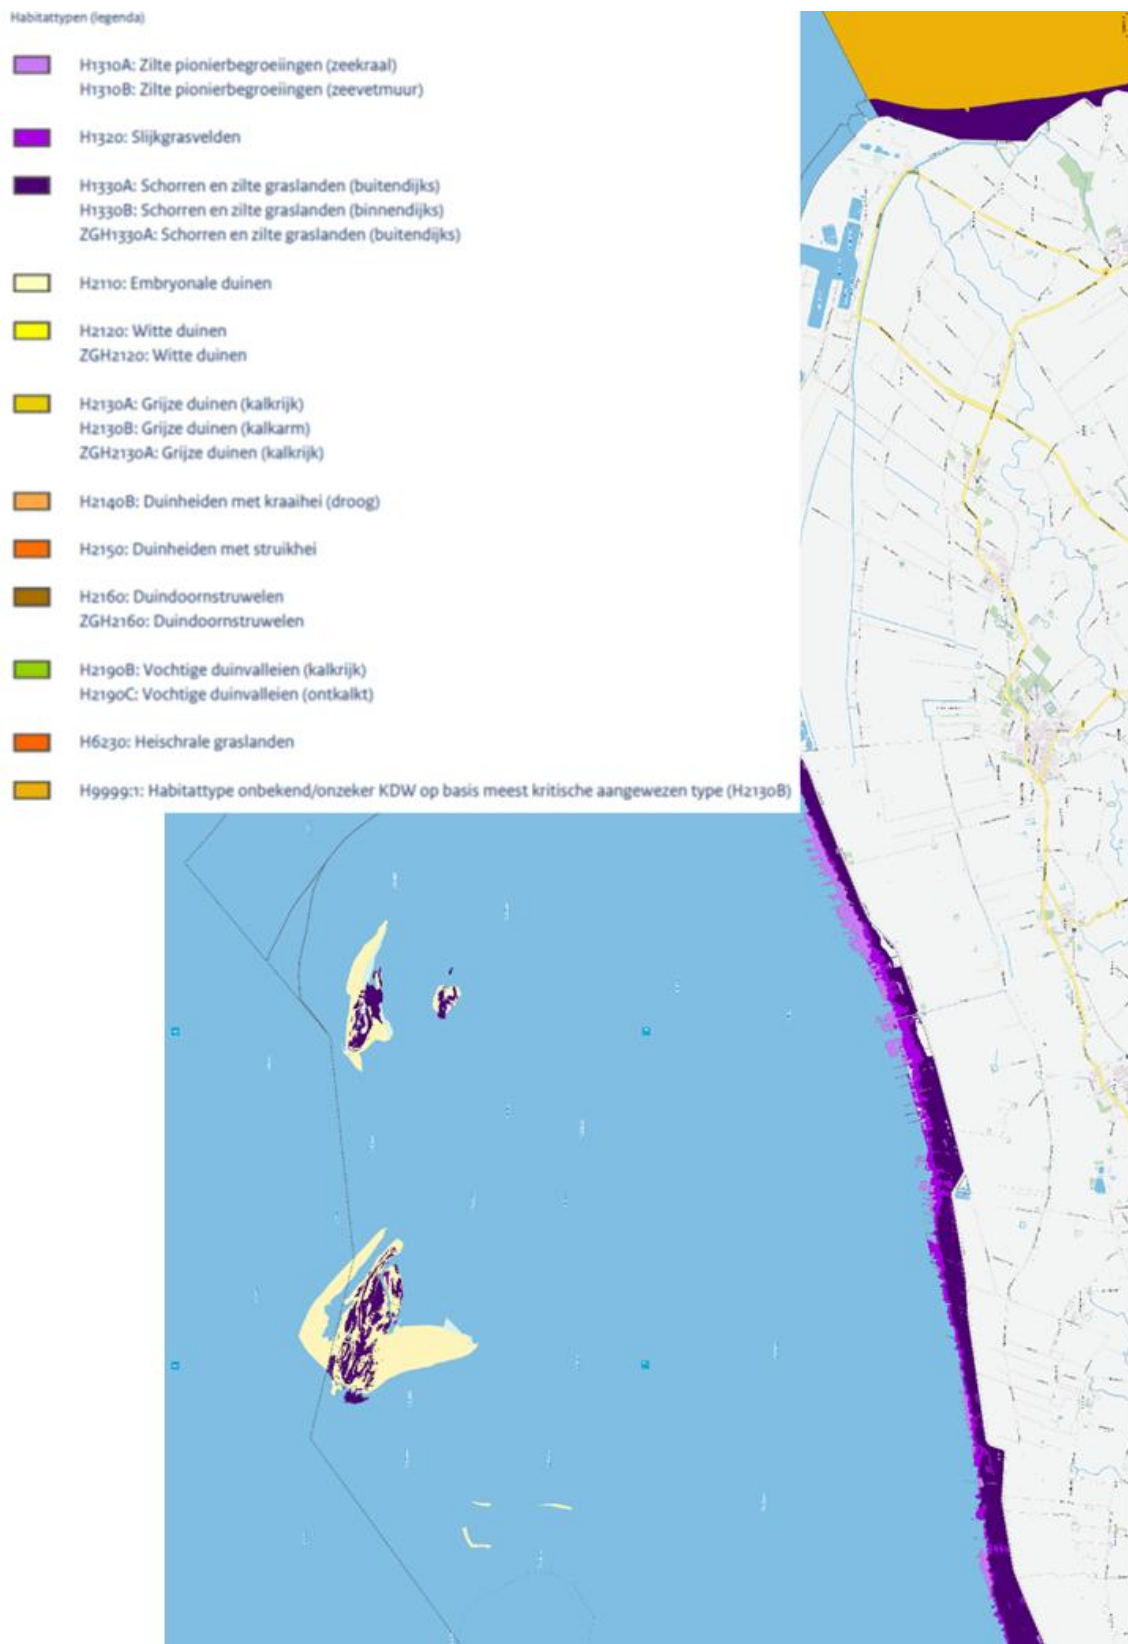 Habitattypen (legenda)
H1310A: Zilte pionierbegroeiingen (zeekraal)
H1310B: Zilte pionierbegroeiingen (zeevetmuur)
H1320: Slijkgrasvelden
H1330A: Schorren en zilte graslanden (buitendijks)
H1330B: Schorren en zilte graslanden (binnendijks)
ZGH1330A: Schorren en zilte graslanden (buitendijks)
H2110: Embryonale duinen
H2120: Witte duinen
ZGH2120: Witte duinen
H2130A: Grijze duinen (kalkrijk)
H2130B: Grijze duinen (kalkarm)
ZGH2130A: Grijze duinen (kalkrijk)
H2140B: Duinheiden met kraaihei (droog)
H2150: Duinheiden met struikhei
H2160: Duindoornstruwelen
ZGH2160: Duindoornstruwelen
H2190B: Vochtige duinvalleien (kalkrijk)
H2190C: Vochtige duinvalleien (ontkalkt)
H6230: Heischrale graslanden
H9999:1: Habitattype onbekend/onzeker KDW op basis meest kritische aangewezen type (H2130B)